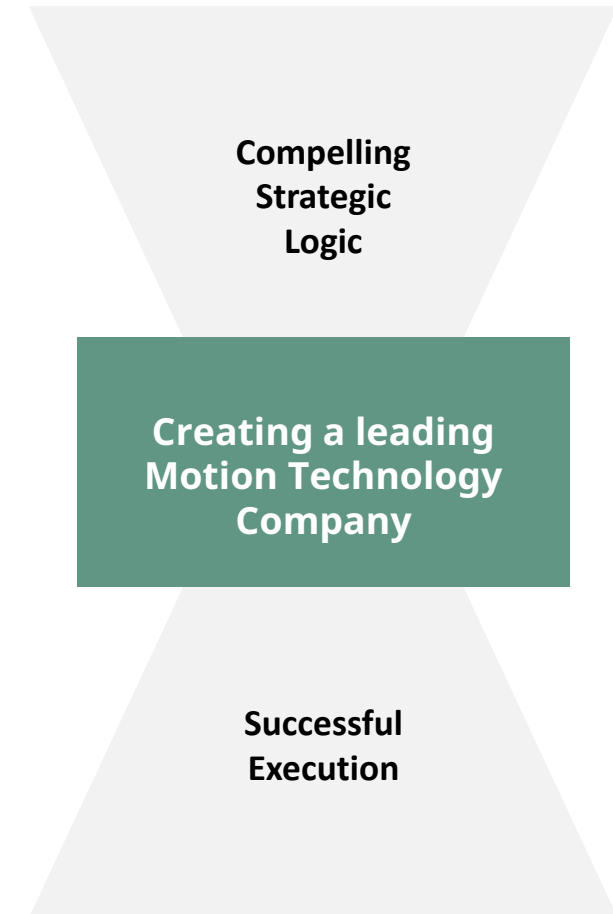 Compelling
Strategic
Logic
Creating a leading
Motion Technology
Company
Successful
Execution